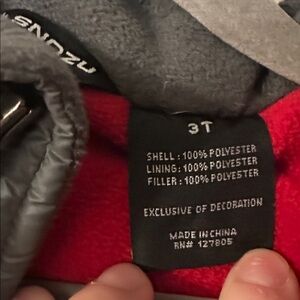 SNOZU
3T
SHELL : 100% POLYESTER
LINING: 100% POLYESTER
FILLER : 100% POLYESTER
EXCLUSIVE OF DECORATION
MADE IN CHINA
RN# 127805